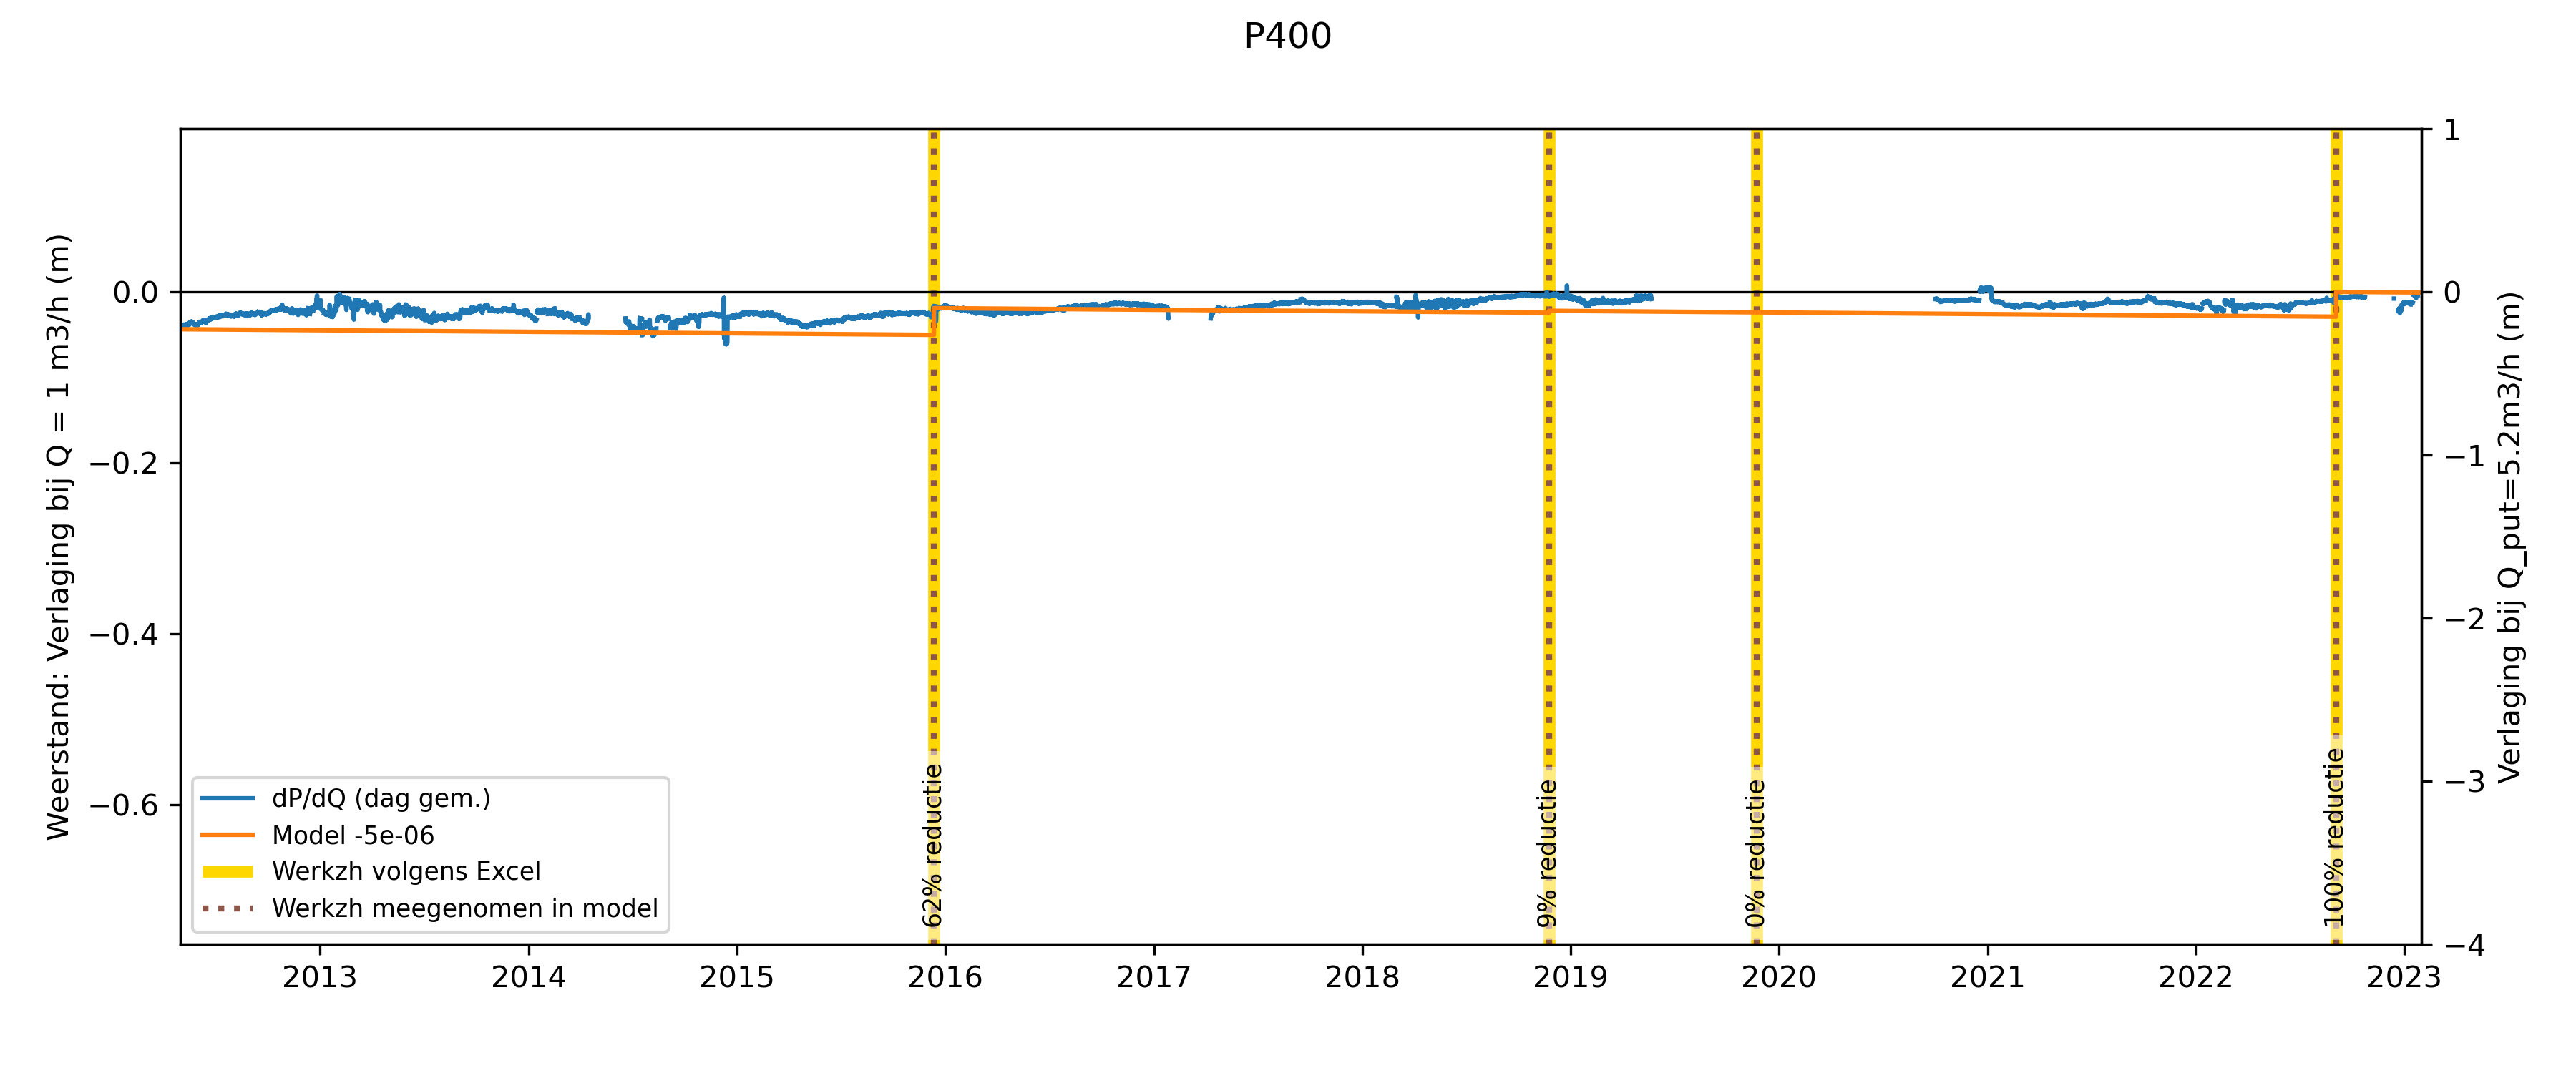 P400
Weerstand: Verlaging bij Q = 1 m3/h (m)
0.0
−0.2
−0.4
−0.6
1
0
−1
−2
−3
−4
Verlaging bij Q_put=5.2m3/h (m)
62% reductie
9% reductie
0% reductie
100% reductie
dP/dQ (dag gem.)
Model -5e-06
Werkzh volgens Excel
Werkzh meegenomen in model
2013 2014 2015 2016 2017 2018 2019 2020 2021 2022 2023